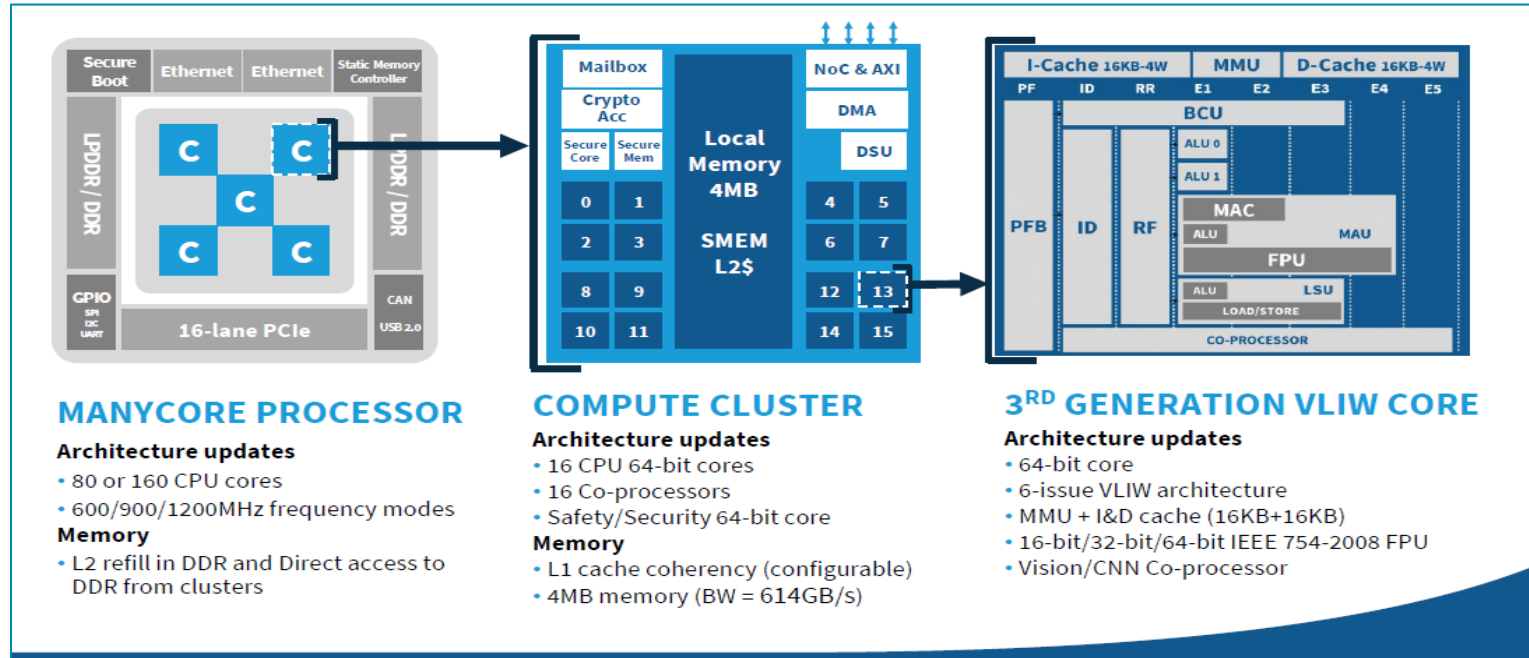 Secure Boot
Ethernet
Ethernet
Static Memory Controller
LPDDR / DDR
C
C
C
C
C
LPDDR / DDR
GPIO
SPI
I2C
UART
16-lane PCIe
CAN
USB 2.0
Mailbox
Crypto Acc
Secure Core
Secure Mem
0
1
2
3
8
9
10
11
Local Memory 4MB
SMEM L2$
NoC & AXI
DMA
DSU
4
5
6
7
12
13
14
15
I-Cache 16KB-4W
MMU
D-Cache 16KB-4W
PF ID RR E1 E2 E3 E4 E5
BCU
ALU 0
ALU 1
PFB
ID
RF
MAC
ALU
MAU
FPU
ALU
LSU
LOAD/STORE
CO-PROCESSOR
MANYCORE PROCESSOR
Architecture updates
• 80 or 160 CPU cores
• 600/900/1200MHz frequency modes
Memory
• L2 refill in DDR and Direct access to
DDR from clusters
COMPUTE CLUSTER
Architecture updates
• 16 CPU 64-bit cores
• 16 Co-processors
• Safety/Security 64-bit core
Memory
• L1 cache coherency (configurable)
• 4MB memory (BW = 614GB/s)
3RD GENERATION VLIW CORE
Architecture updates
• 64-bit core
• 6-issue VLIW architecture
• MMU + I&D cache (16KB+16KB)
• 16-bit/32-bit/64-bit IEEE 754-2008 FPU
• Vision/CNN Co-processor